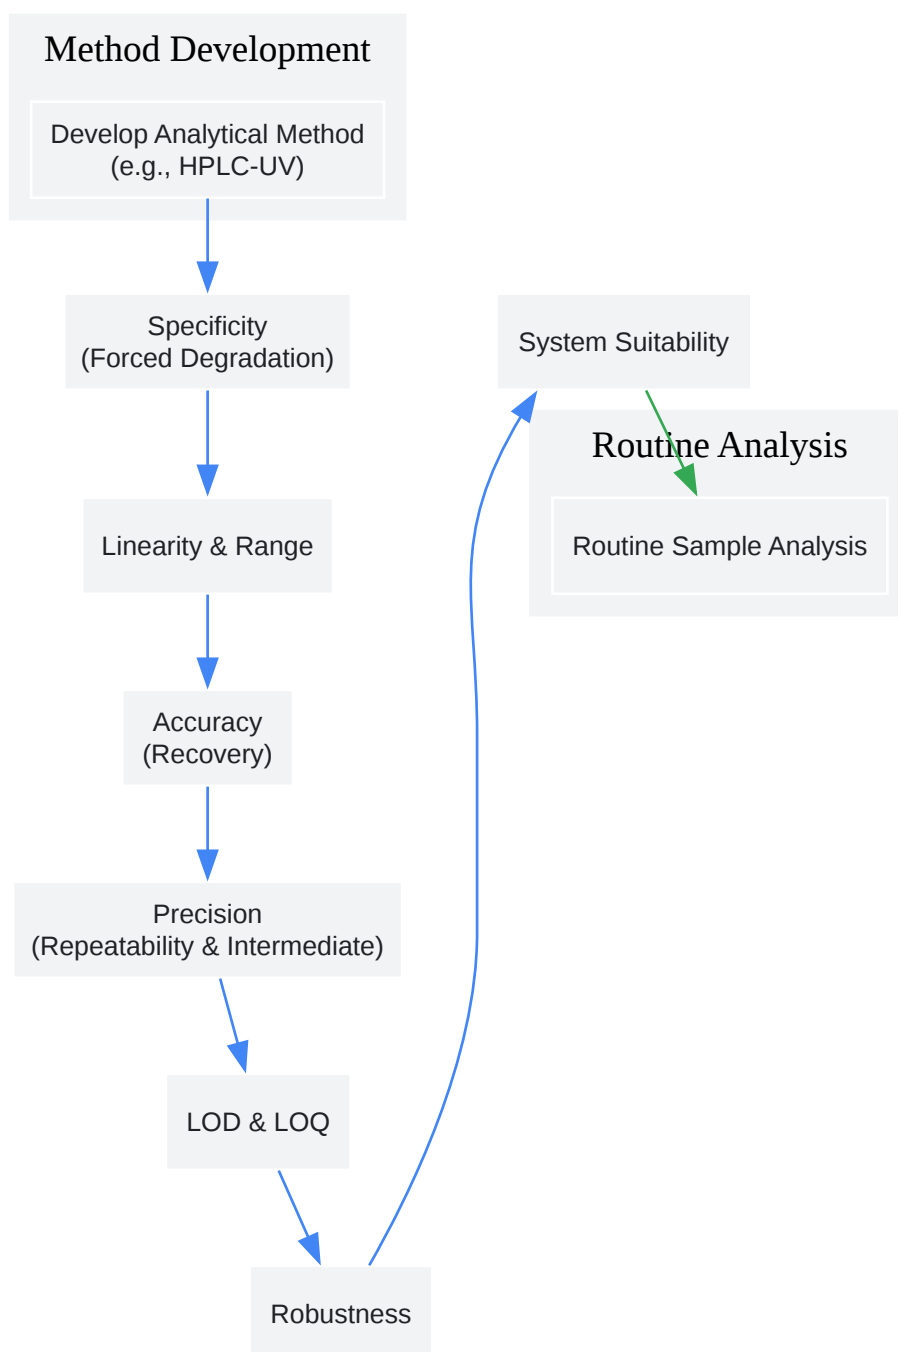 Method Development
Develop Analytical Method
(e.g., HPLC-UV)
Specificity
(Forced Degradation)
Linearity & Range
Accuracy
(Recovery)
Precision
(Repeatability & Intermediate)
LOD & LOQ
Robustness
System Suitability
Routine Analysis
Routine Sample Analysis